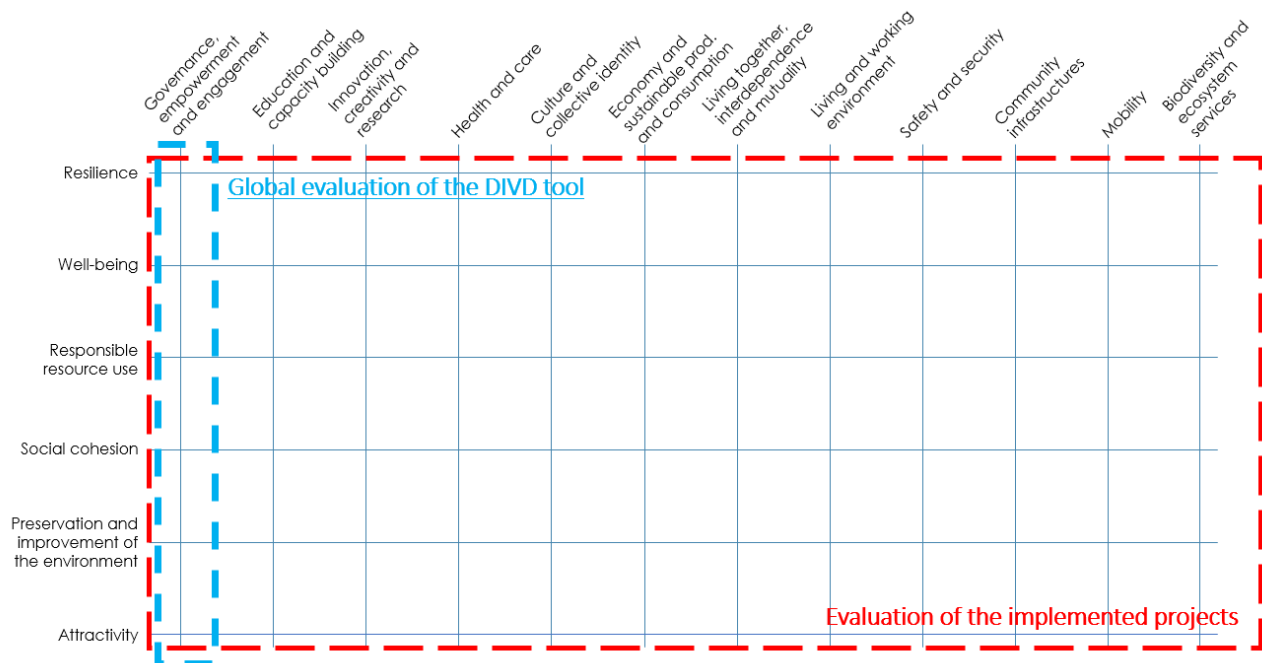 Governance,
empowerment
and engagement
Education and
capacity building
Innovation,
creativity and
research
Health and care
Culture and
collective identity
Economy and
sustainable prod.
and consumption
Living together,
interdependence
and mutuality
Living and working
environment
Safety and security
Community
infrastructures
Mobility
Biodiversity and
ecosystem
services
Resilience
Global evaluation of the DIVD tool
Well-being
Responsible
resource use
Social cohesion
Preservation and
improvement of
the environment
Evaluation of the implemented projects
Attractivity